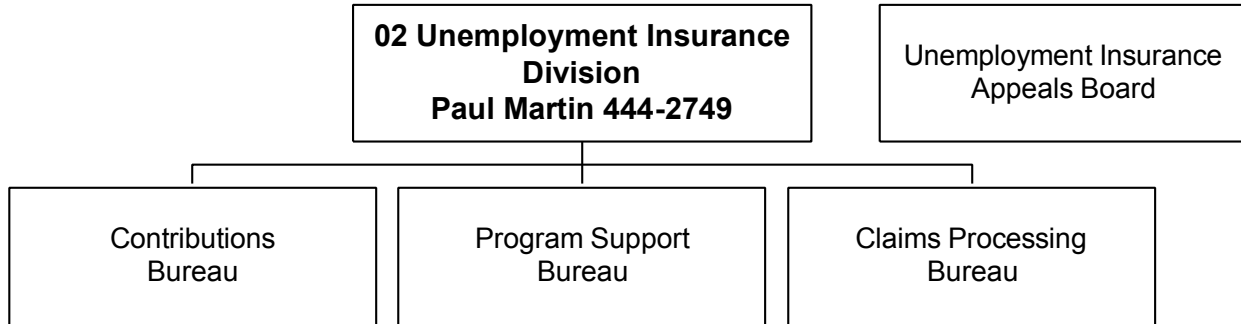 02 Unemployment Insurance
Division
Paul Martin 444-2749
Unemployment Insurance
Appeals Board
Contributions
Bureau
Program Support
Bureau
Claims Processing
Bureau